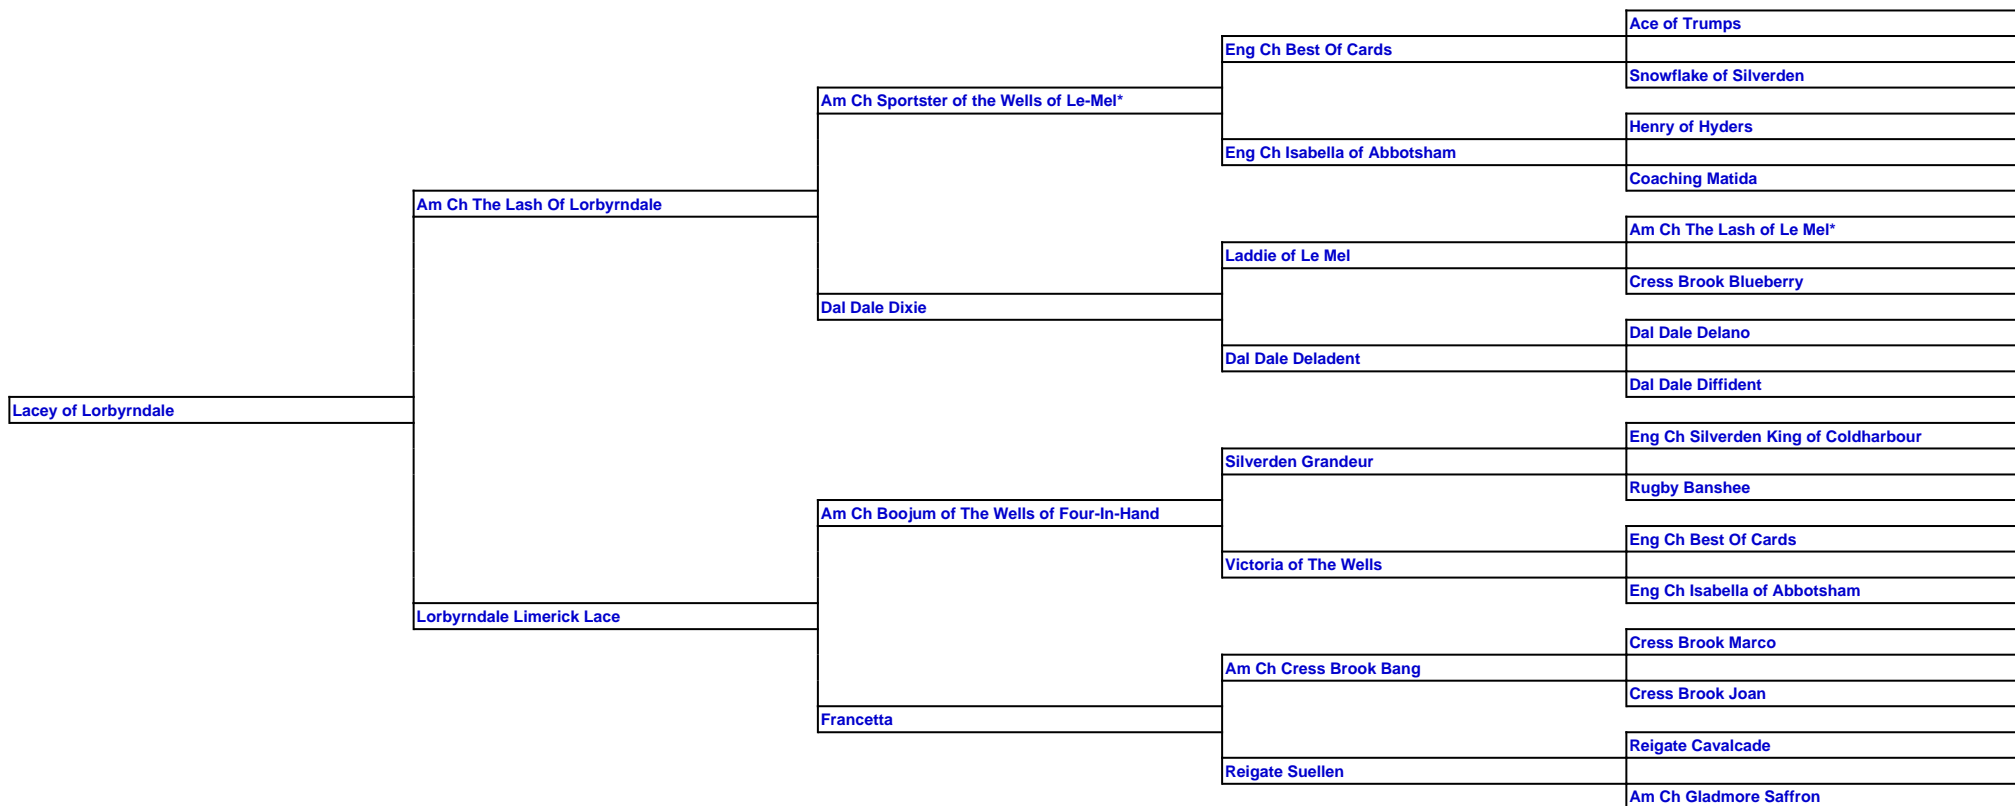 Ace of Trumps
Eng Ch Best Of Cards
Snowflake of Silverden
Am Ch Sportster of the Wells of Le-Mel*
Henry of Hyders
Eng Ch Isabella of Abbotsham
Coaching Matida
Am Ch The Lash Of Lorbyrndale
Am Ch The Lash of Le Mel*
Laddie of Le Mel
Cress Brook Blueberry
Dal Dale Dixie
Dal Dale Delano
Dal Dale Deladent
Dal Dale Diffident
Lacey of Lorbyrndale
Eng Ch Silverden King of Coldharbour
Silverden Grandeur
Rugby Banshee
Am Ch Boojum of The Wells of Four-In-Hand
Eng Ch Best Of Cards
Victoria of The Wells
Eng Ch Isabella of Abbotsham
Lorbyrndale Limerick Lace
Cress Brook Marco
Am Ch Cress Brook Bang
Cress Brook Joan
Francetta
Reigate Cavalcade
Reigate Suellen
Am Ch Gladmore Saffron